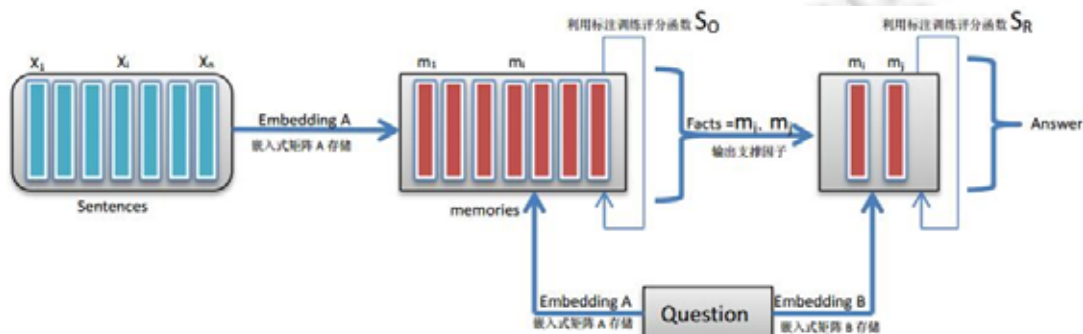 利用标注训练评分函数 S_O
利用标注训练评分函数 S_R
X₁ Xᵢ Xₙ
m₁ mᵢ
mᵢ mⱼ
Embedding A
嵌入式矩阵 A 存储
Facts =mᵢ, mⱼ
输出支撑因子
Answer
Sentences
memories
Embedding A
嵌入式矩阵 A 存储
Question
Embedding B
嵌入式矩阵 B 存储